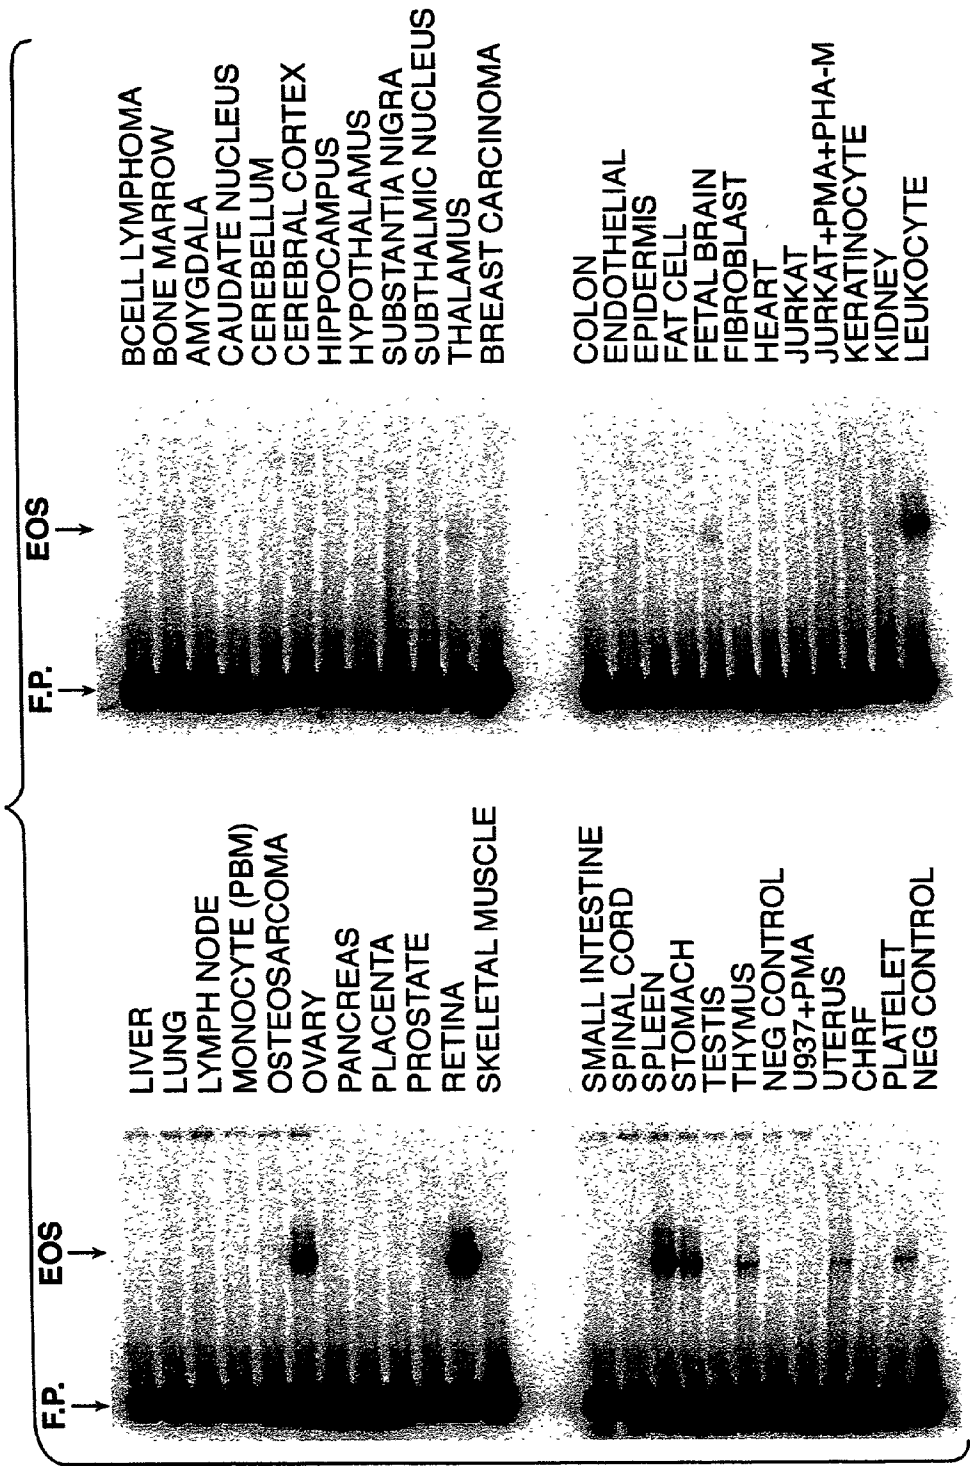 F.P.
EOS
BCELL LYMPHOMA
BONE MARROW
AMYGDALA
CAUDATE NUCLEUS
CEREBELLUM
CEREBRAL CORTEX
HIPPOCAMPUS
HYPOTHALAMUS
SUBSTANTIA NIGRA
SUBTHALMIC NUCLEUS
THALAMUS
BREAST CARCINOMA
COLON
ENDOTHELIAL
EPIDERMIS
FAT CELL
FETAL BRAIN
FIBROBLAST
HEART
JURKAT
JURKAT+PMA+PHA-M
KERATINOCYTE
KIDNEY
LEUKOCYTE
F.P.
EOS
LIVER
LUNG
LYMPH NODE
MONOCYTE (PBM)
OSTEOSARCOMA
OVARY
PANCREAS
PLACENTA
PROSTATE
RETINA
SKELETAL MUSCLE
SMALL INTESTINE
SPINAL CORD
SPLEEN
STOMACH
TESTIS
THYMUS
NEG CONTROL
U937+PMA
UTERUS
CHRF
PLATELET
NEG CONTROL